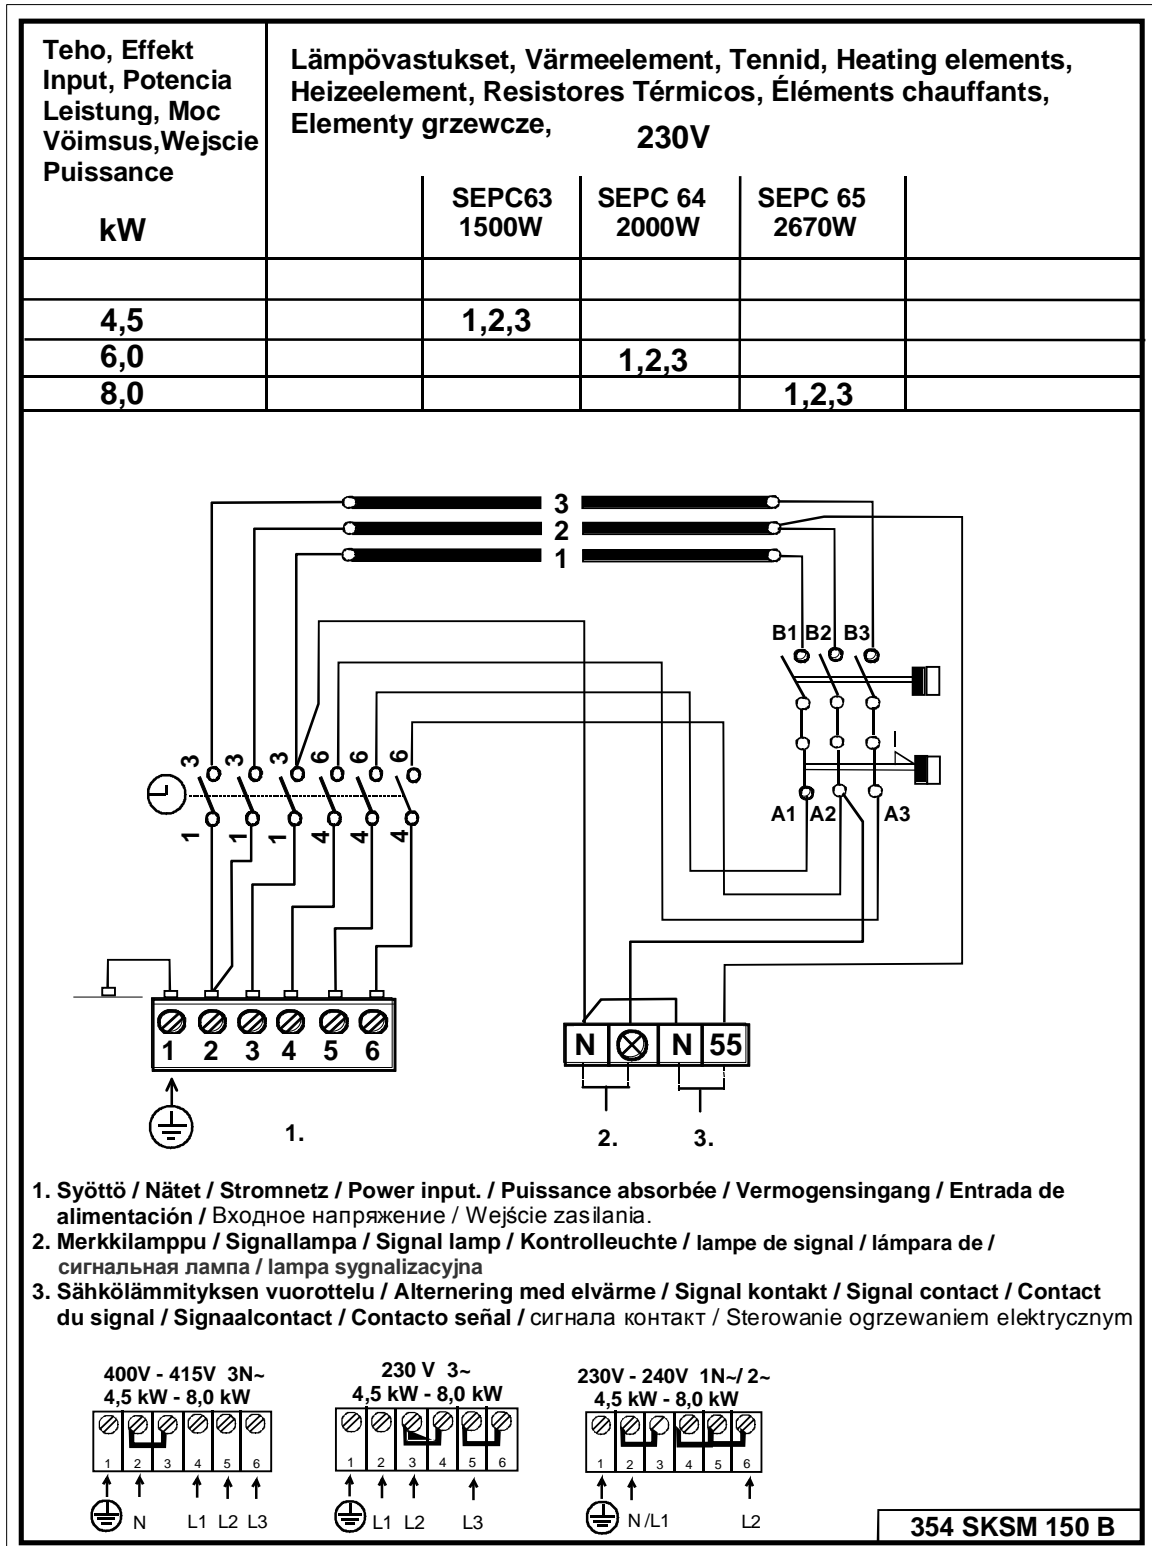 Teho, Effekt
Input, Potencia
Leistung, Moc
Vöimsus,Wejscie
Puissance
kW
Lämpövastukset, Värmeelement, Tennid, Heating elements,
Heizeelement, Resistores Térmicos, Éléments chauffants,
Elementy grzewcze, 230V
SEPC63 SEPC 64 SEPC 65
1500W 2000W 2670W
4,5 1,2,3
6,0 1,2,3
8,0 1,2,3
3
2
1
B1 B2 B3
3 3 3 6 6 6
1 1 1 4 4 4
A1 A2 A3
1 2 3 4 5 6
N N 55
1. 2. 3.
1. Syöttö / Nätet / Stromnetz / Power input. / Puissance absorbée / Vermogensingang / Entrada de
alimentación / Входное напряжение / Wejście zasilania.
2. Merkkilamppu / Signallampa / Signal lamp / Kontrolleuchte / lampe de signal / lámpara de /
сигнальная лампа / lampa sygnalizacyjna
3. Sähkölämmityksen vuorottelu / Alternering med elvärme / Signal kontakt / Signal contact / Contact
du signal / Signaalcontact / Contacto señal / сигнала контакт / Sterowanie ogrzewaniem elektrycznym
400V - 415V 3N~
4,5 kW - 8,0 kW
1 2 3 4 5 6
N L1 L2 L3
230 V 3~
4,5 kW - 8,0 kW
1 2 3 4 5 6
L1 L2 L3
230V - 240V 1N~/ 2~
4,5 kW - 8,0 kW
1 2 3 4 5 6
N /L1 L2
354 SKSM 150 B